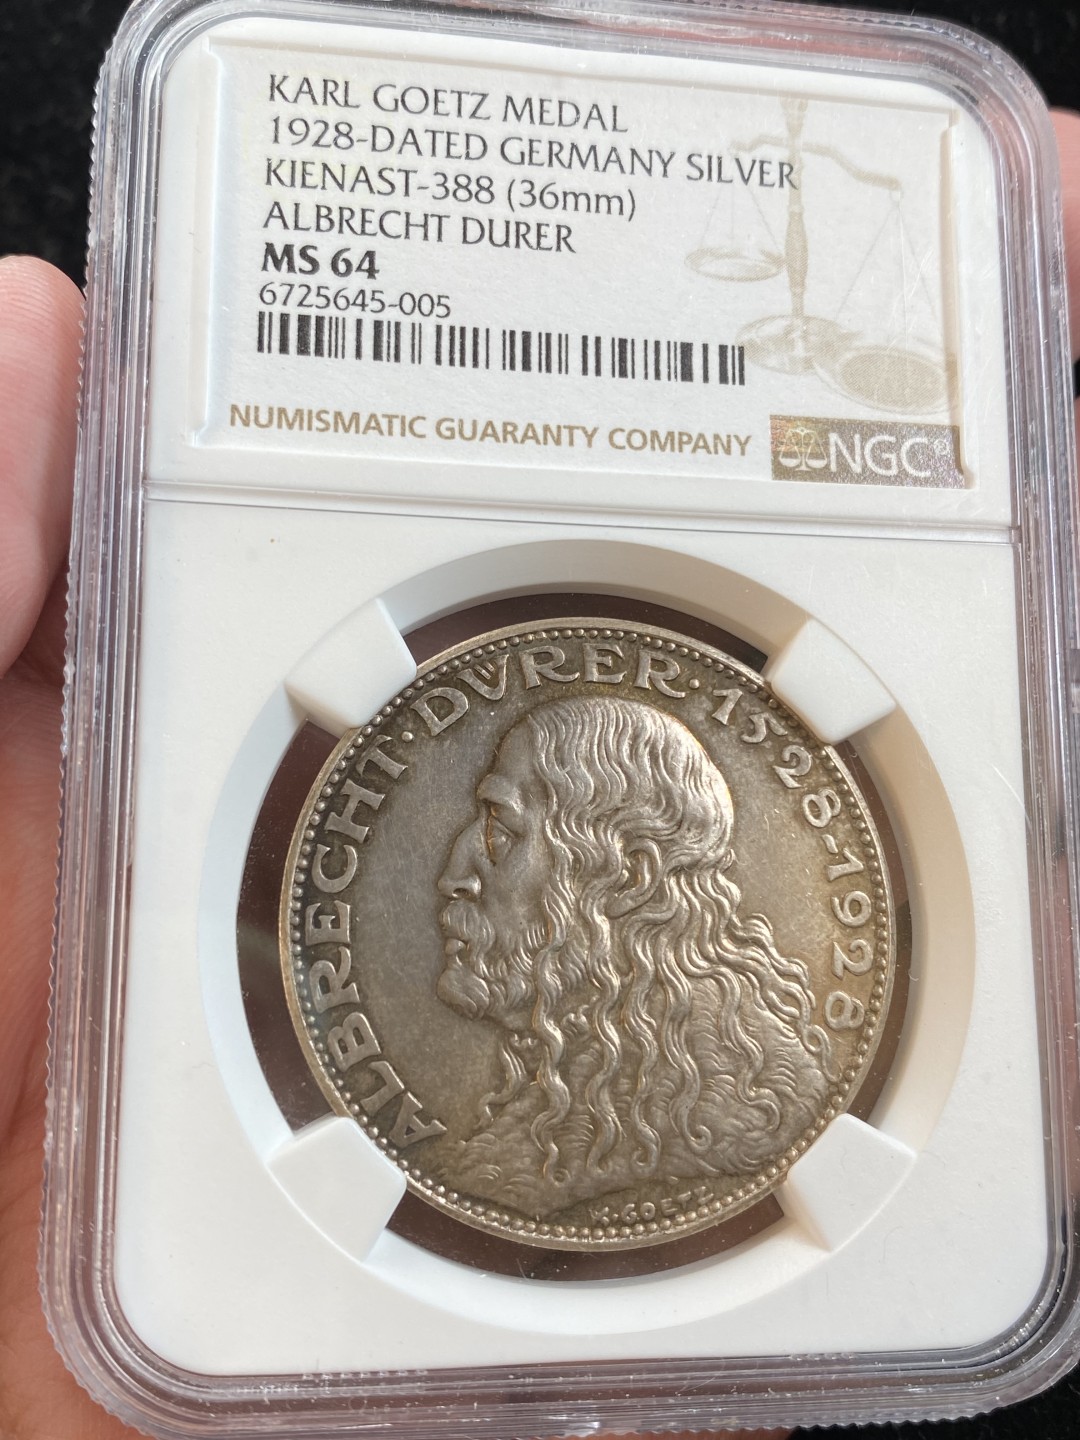 KARL GOETZ MEDAL
1928-DATED GERMANY SILVER
KIENAST-388 (36mm)
ALBRECHT DURER
MS 64
6725645-005
NUMISMATIC GUARANTY COMPANY
NGC®
ALBRECHT·DÜRER·1528-1928
K·GOETZ